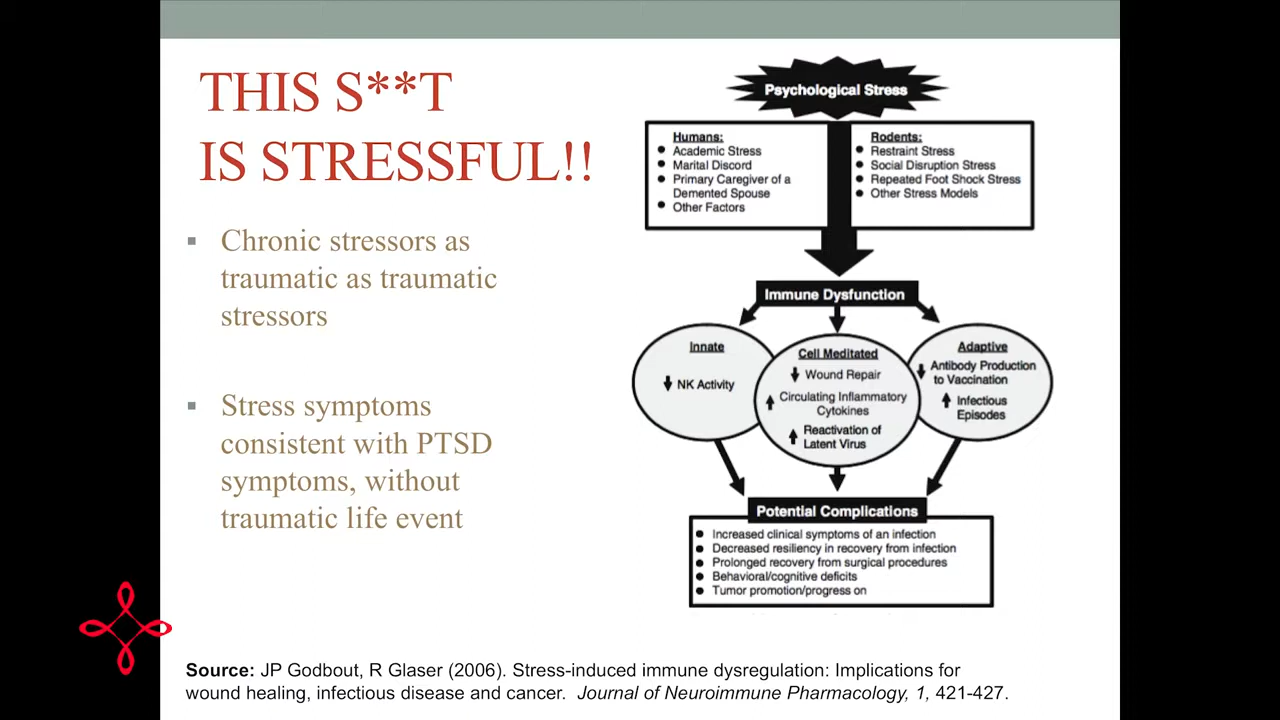 THIS S**T
IS STRESSFUL!!
Chronic stressors as
traumatic as traumatic
stressors
Stress symptoms
consistent with PTSD
symptoms, without
traumatic life event
Psychological Stress
Humans:
Academic Stress
Marital Discord
Primary Caregiver of a
Demented Spouse
Other Factors
Rodents:
Restraint Stress
Social Disruption Stress
Repeated Foot Shock Stress
Other Stress Models
Immune Dysfunction
Innate
NK Activity
Cell Meditated
Wound Repair
Circulating Inflammatory
Cytokines
Reactivation of
Latent Virus
Adaptive
Antibody Production
to Vaccination
Infectious
Episodes
Potential Complications
Increased clinical symptoms of an infection
Decreased resiliency in recovery from infection
Prolonged recovery from surgical procedures
Behavioral/cognitive deficits
Tumor promotion/progress on
Source: JP Godbout, R Glaser (2006). Stress-induced immune dysregulation: Implications for
wound healing, infectious disease and cancer. Journal of Neuroimmune Pharmacology, 1, 421-427.